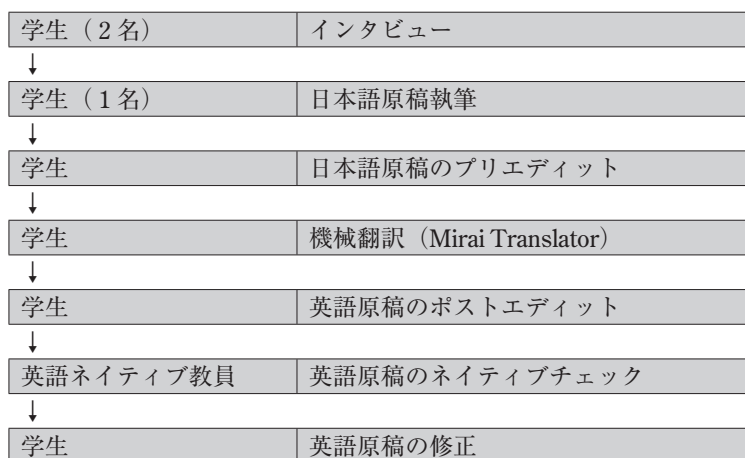 学生（2名） インタビュー
↓
学生（1名） 日本語原稿執筆
↓
学生 日本語原稿のプリエディット
↓
学生 機械翻訳（Mirai Translator）
↓
学生 英語原稿のポストエディット
↓
英語ネイティブ教員 英語原稿のネイティブチェック
↓
学生 英語原稿の修正